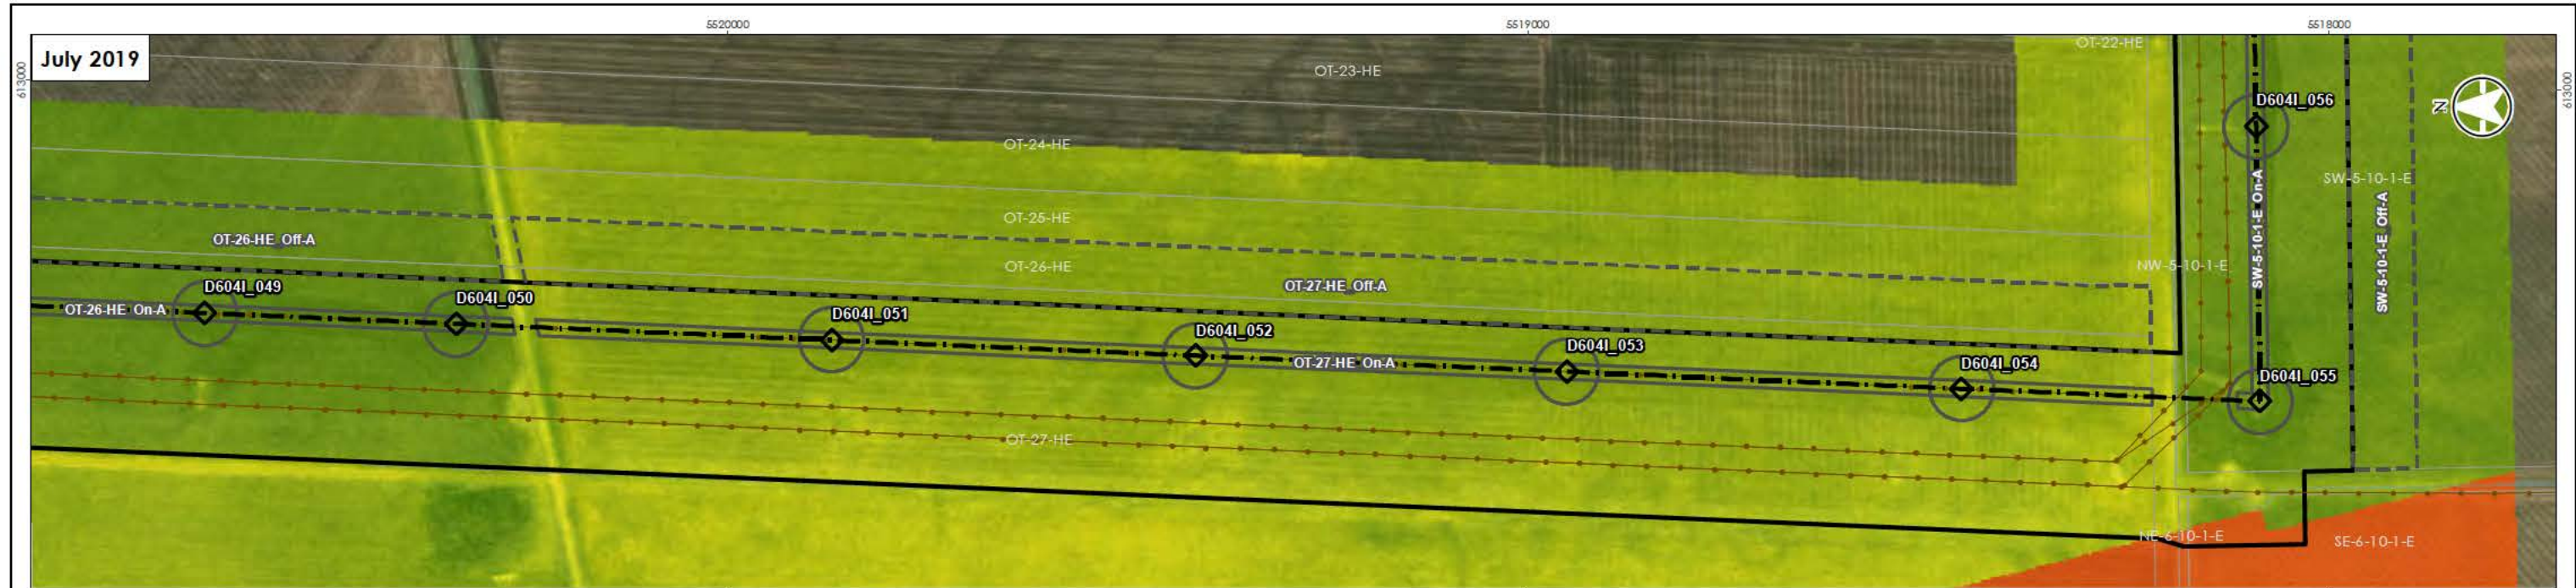 5520000
5519000
5518000
July 2019
613000
613000
OT-22-HE
OT-23-HE
D604I_056
N
OT-24-HE
SW-5-10-1-E
OT-25-HE
OT-26-HE_Off-A
SW-5-10-1-E_On-A
SW-5-10-1-E_Off-A
OT-26-HE
NW-5-10-1-E
D604I_049
OT-27-HE_Off-A
D604I_050
OT-26-HE_On-A
D604I_051
D604I_052
D604I_053
OT-27-HE_On-A
D604I_054
D604I_055
OT-27-HE
NE-6-10-1-E
SE-6-10-1-E